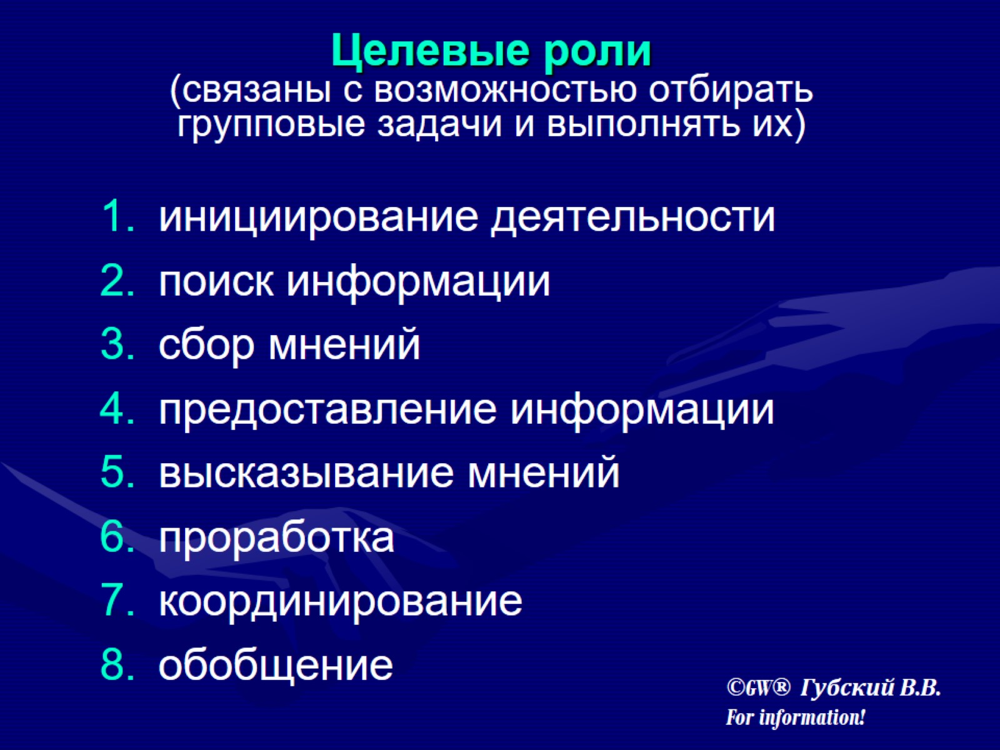 Целевые роли
(связаны с возможностью отбирать
групповые задачи и выполнять их)
1. инициирование деятельности
2. поиск информации
3. сбор мнений
4. предоставление информации
5. высказывание мнений
6. проработка
7. координирование
8. обобщение
©GW® Губский В.В.
For information!